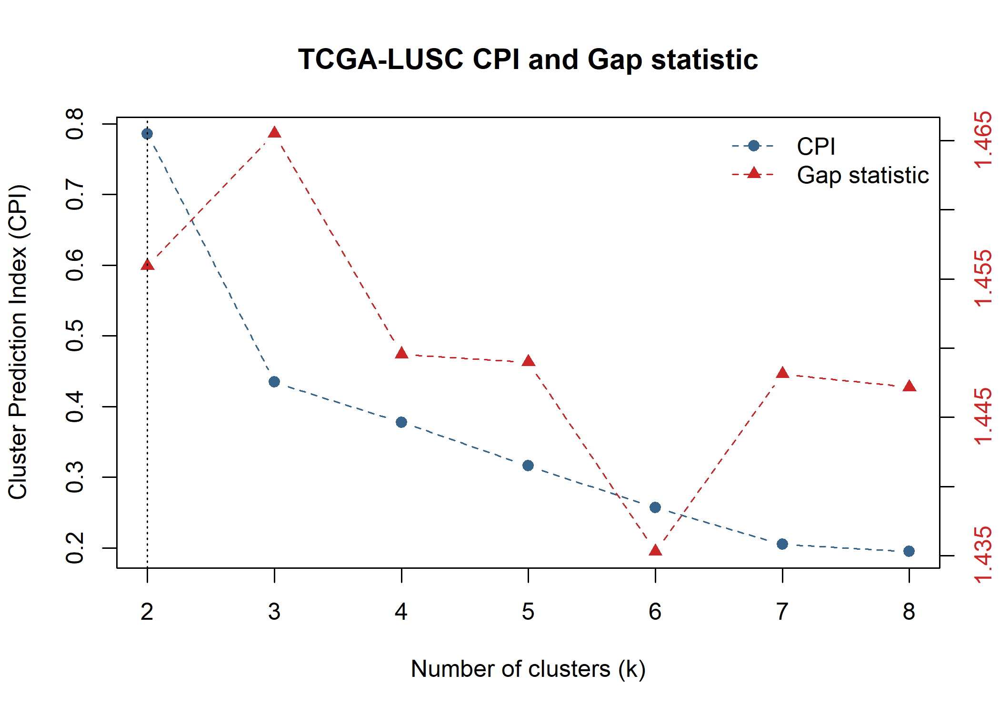 TCGA-LUSC CPI and Gap statistic
CPI
Gap statistic
Cluster Prediction Index (CPI)
0.8
0.7
0.6
0.5
0.4
0.3
0.2
1.465
1.455
1.445
1.435
2 3 4 5 6 7 8
Number of clusters (k)